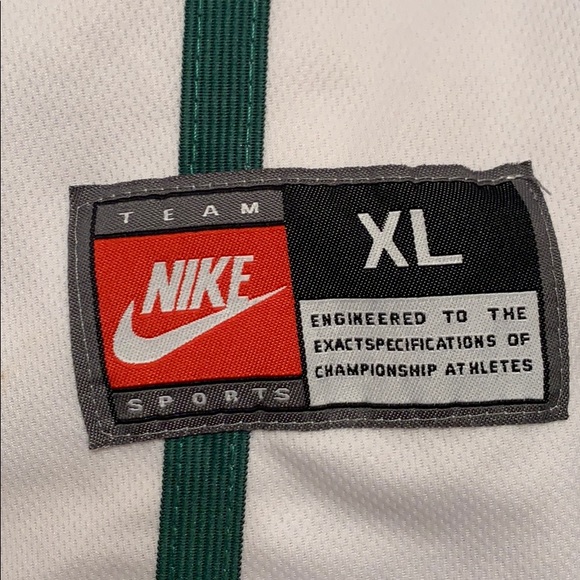 TEAM
NIKE
SPORTS
XL
ENGINEERED TO THE
EXACTSPECIFICATIONS OF
CHAMPIONSHIP ATHLETES